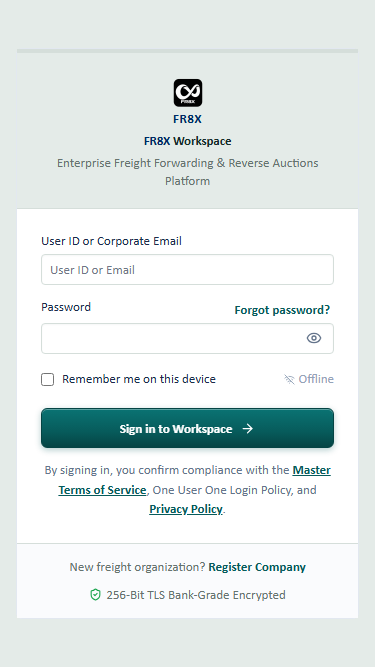 FR8X
FR8X
FR8X Workspace
Enterprise Freight Forwarding & Reverse Auctions
Platform
User ID or Corporate Email
User ID or Email
Password
Forgot password?
Remember me on this device
Offline
Sign in to Workspace →
By signing in, you confirm compliance with the Master
Terms of Service, One User One Login Policy, and
Privacy Policy.
New freight organization? Register Company
256-Bit TLS Bank-Grade Encrypted